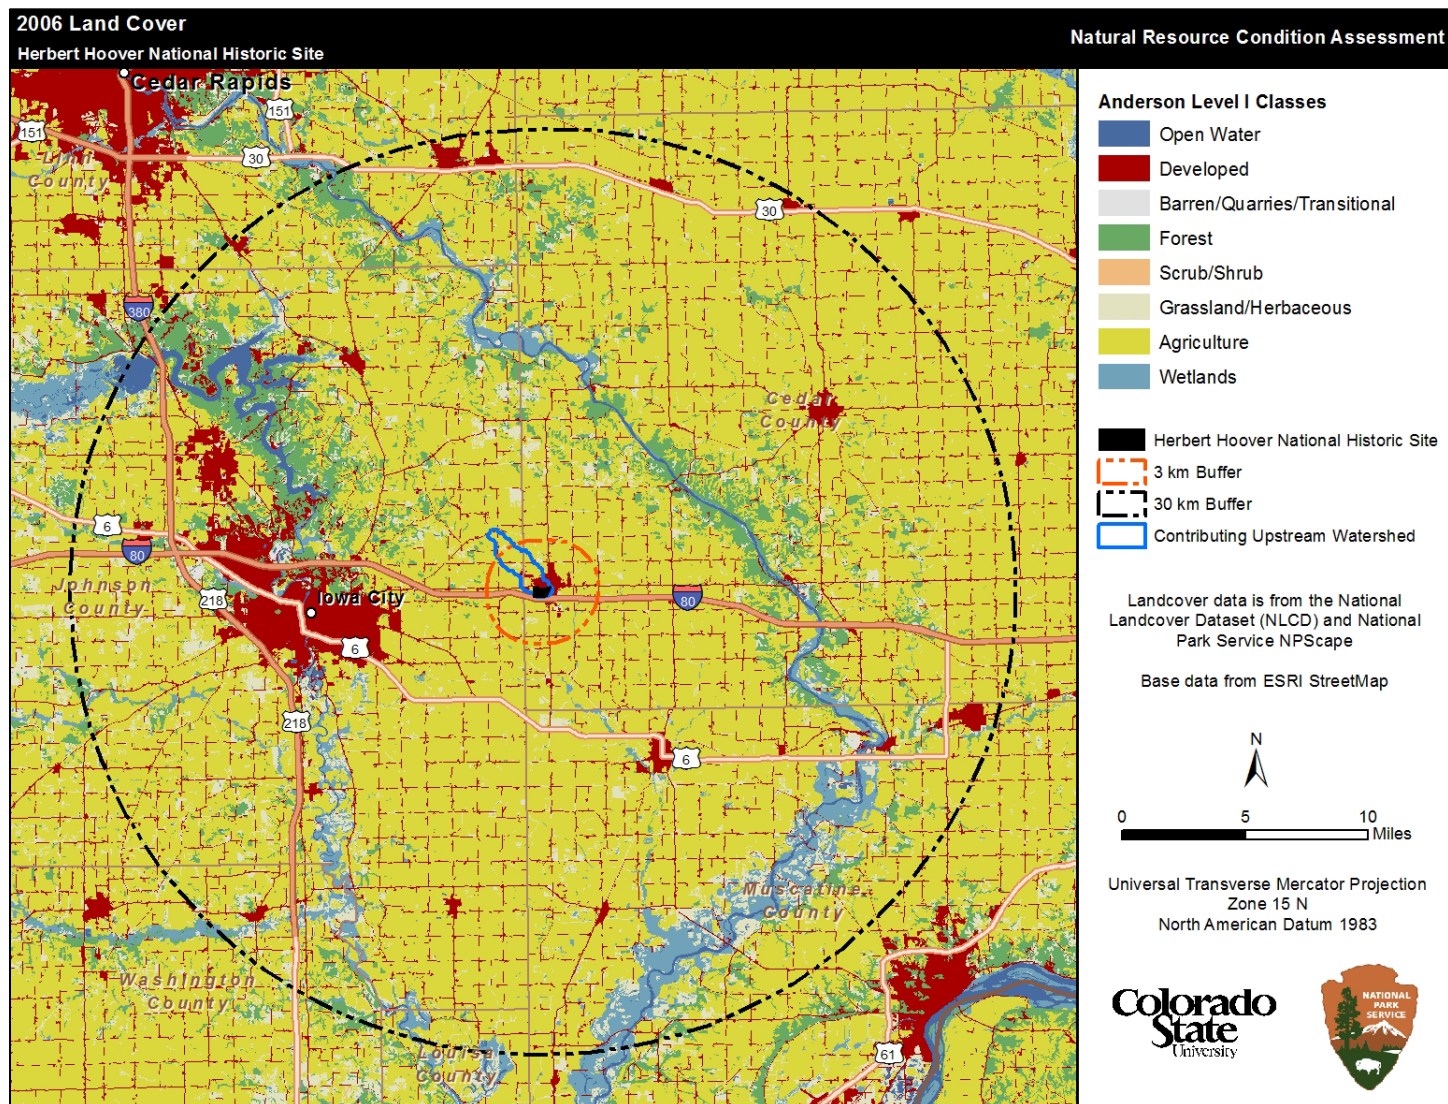 2006 Land Cover
Herbert Hoover National Historic Site
Natural Resource Condition Assessment
Cedar Rapids
151
151
30
Linn
County
30
380
Cedar
County
6
80
Johnson
County
218
Iowa City
80
6
218
6
Muscatine
County
Washington
County
Louisa
County
61
Anderson Level I Classes
Open Water
Developed
Barren/Quarries/Transitional
Forest
Scrub/Shrub
Grassland/Herbaceous
Agriculture
Wetlands
Herbert Hoover National Historic Site
3 km Buffer
30 km Buffer
Contributing Upstream Watershed
Landcover data is from the National
Landcover Dataset (NLCD) and National
Park Service NPScape
Base data from ESRI StreetMap
N
0 5 10
Miles
Universal Transverse Mercator Projection
Zone 15 N
North American Datum 1983
Colorado
State
University
NATIONAL
PARK
SERVICE